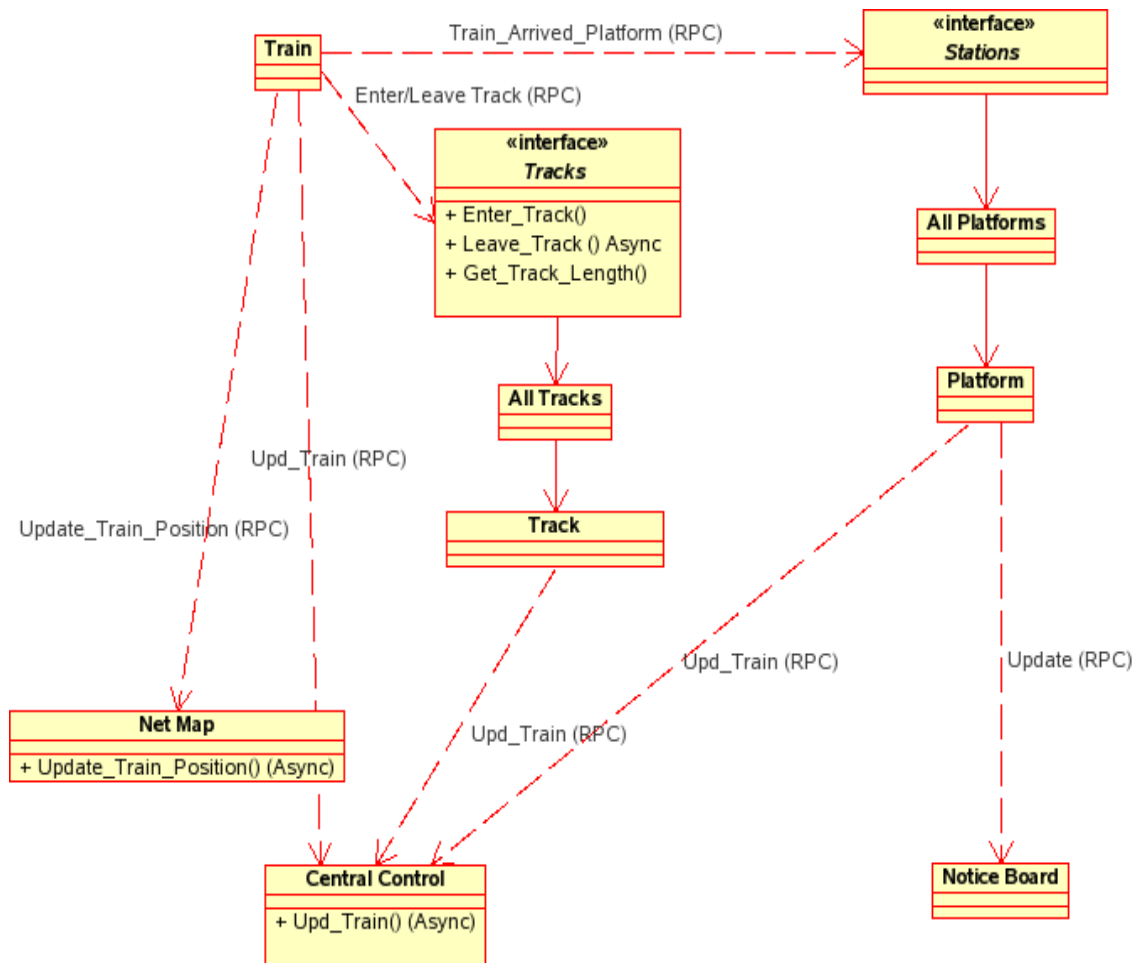 Train
Train_Arrived_Platform (RPC)
«interface»
Stations
Enter/Leave Track (RPC)
«interface»
Tracks
+ Enter_Track()
+ Leave_Track () Async
+ Get_Track_Length()
All Platforms
Platform
All Tracks
Upd_Train (RPC)
Update_Train_Position (RPC)
Track
Upd_Train (RPC)
Update (RPC)
Upd_Train (RPC)
Net Map
+ Update_Train_Position() (Async)
Central Control
+ Upd_Train() (Async)
Notice Board